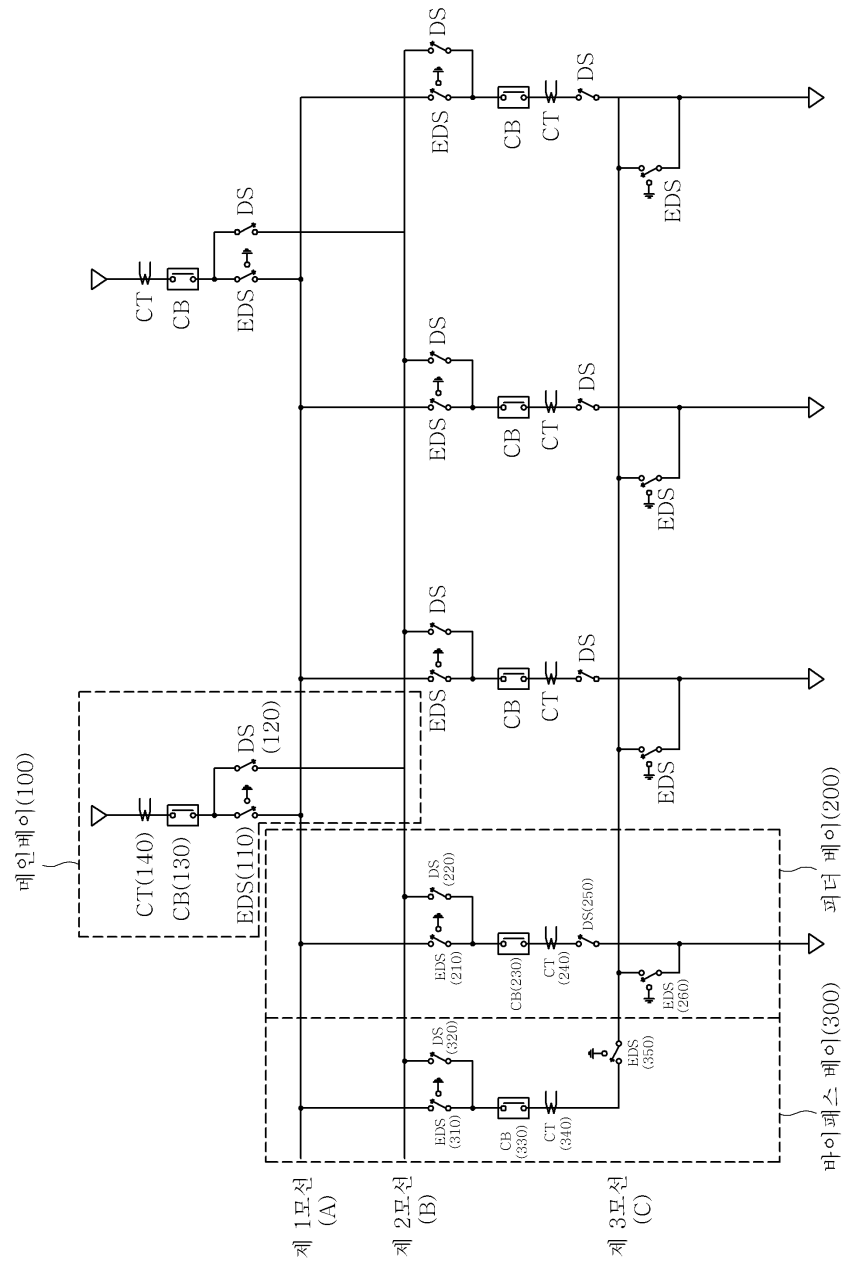 메인베이(100)
CT(140)
CT
CB(130)
CB
EDS(110)
DS
(120)
EDS
DS
제 1모선
(A)
제 2모선
(B)
EDS
(310)
DS
(320)
EDS
(210)
DS
(220)
EDS
DS
EDS
DS
EDS
DS
CB
(330)
CB(230)
CB
CB
CB
CT
(340)
CT
(240)
CT
CT
CT
DS(250)
DS
DS
DS
제 3모선
(C)
EDS
(350)
EDS
(260)
EDS
EDS
EDS
바이패스 베이(300)
피더 베이(200)